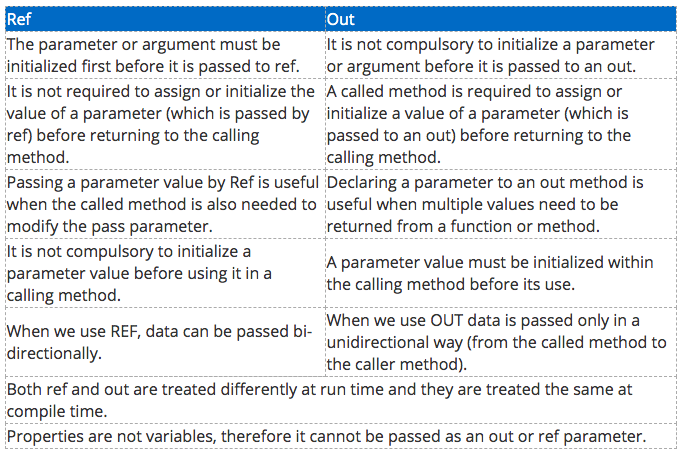 Ref
Out
The parameter or argument must be
initialized first before it is passed to ref.
It is not compulsory to initialize a parameter
or argument before it is passed to an out.
It is not required to assign or initialize the
value of a parameter (which is passed by
ref) before returning to the calling
method.
A called method is required to assign or
initialize a value of a parameter (which is
passed to an out) before returning to the
calling method.
Passing a parameter value by Ref is useful
when the called method is also needed to
modify the pass parameter.
Declaring a parameter to an out method is
useful when multiple values need to be
returned from a function or method.
It is not compulsory to initialize a
parameter value before using it in a
calling method.
A parameter value must be initialized within
the calling method before its use.
When we use REF, data can be passed bi-
directionally.
When we use OUT data is passed only in a
unidirectional way (from the called method to
the caller method).
Both ref and out are treated differently at run time and they are treated the same at
compile time.
Properties are not variables, therefore it cannot be passed as an out or ref parameter.